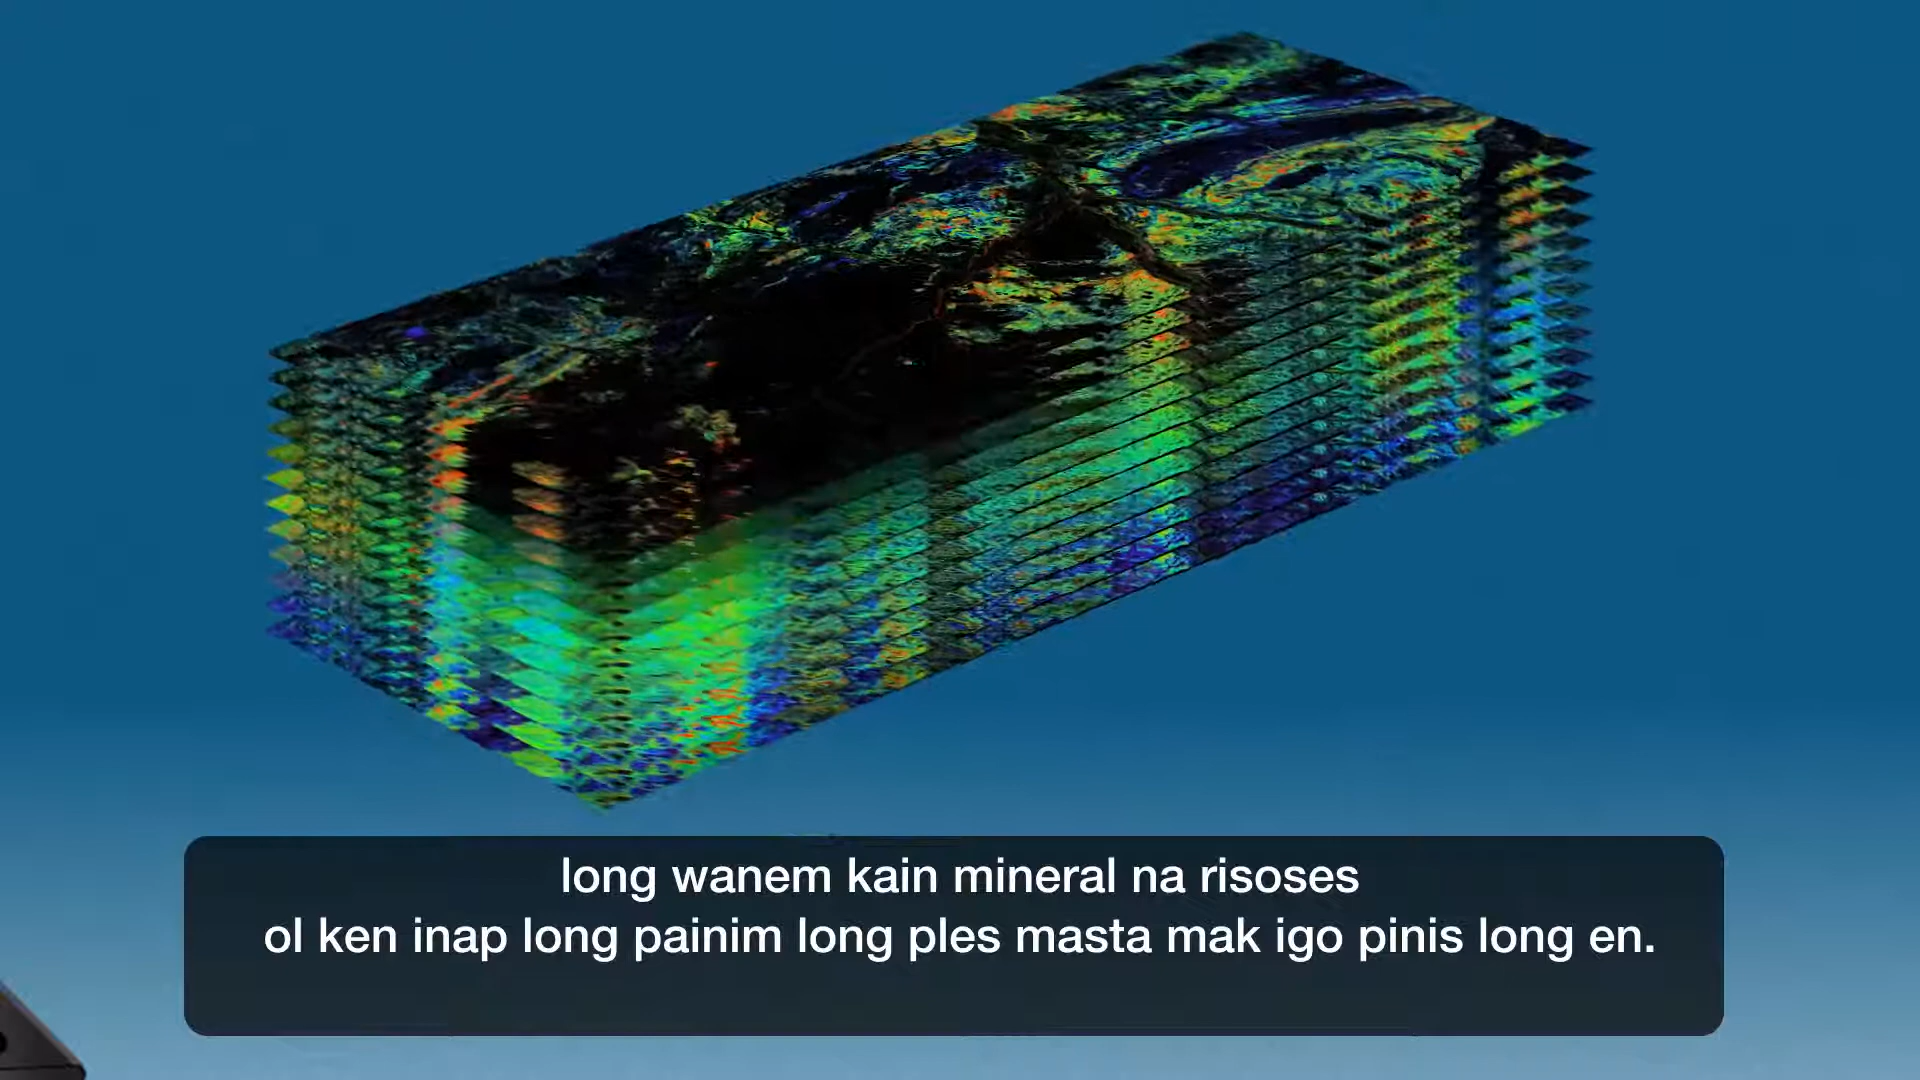 long wanem kain mineral na risoses
ol ken inap long painim long ples masta mak igo pinis long en.